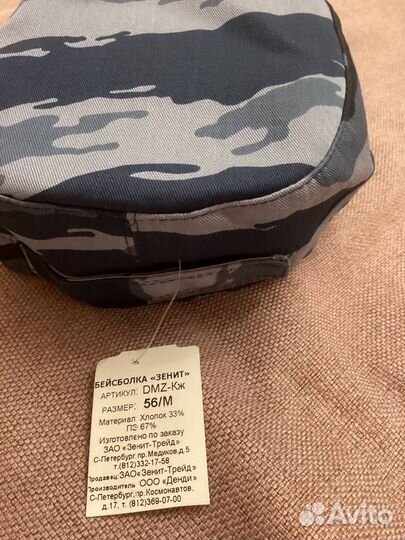 БЕЙСБОЛКА «ЗЕНИТ»
АРТИКУЛ: DMZ-Кж
РАЗМЕР: 56/М
Материал: Хлопок 33%
ПЭ 67%
Изготовлено по заказу
ЗАО «Зенит-Трейд»
С-Петербург,пр.Медиков,д.5
т.(812)332-17-58
Продавец:ЗАО«Зенит-Трейд»
Производитель ООО «Денди»
С-Петербург,пр.Космонавтов,
д.17, т. (812)369-07-00
Avito